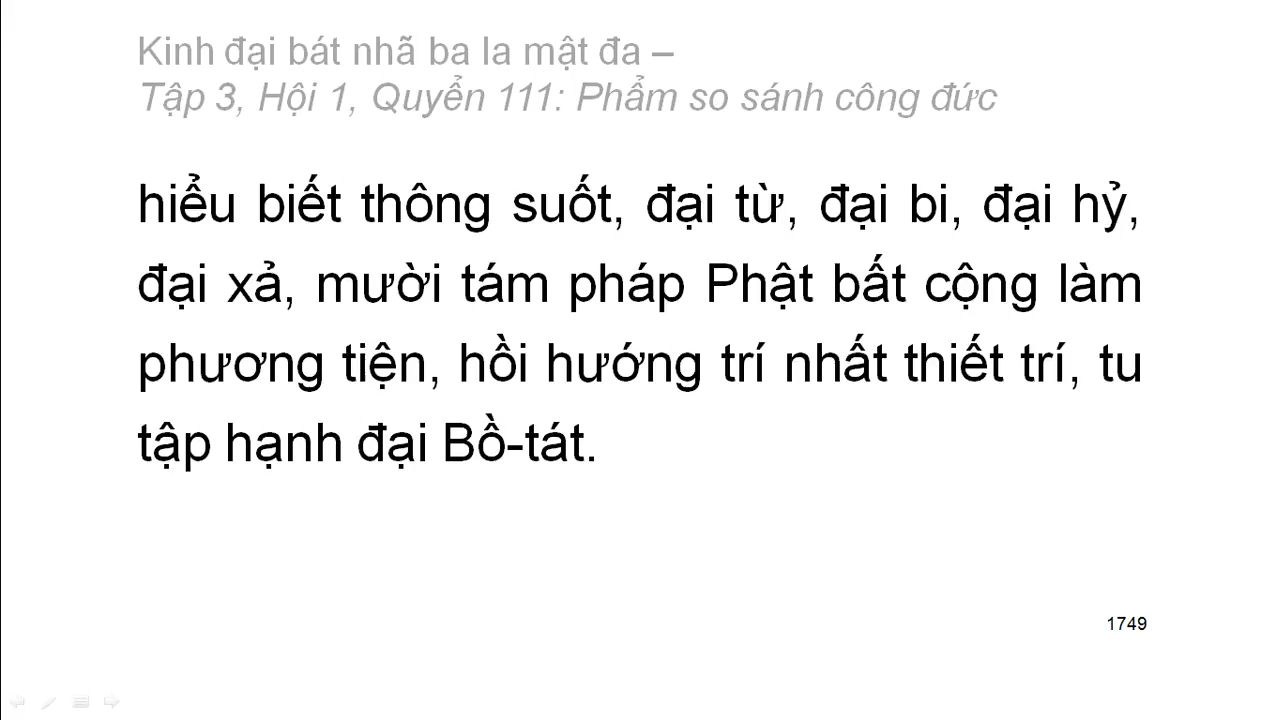 Kinh đại bát nhã ba la mật đa –
Tập 3, Hội 1, Quyển 111: Phẩm so sánh công đức
hiểu biết thông suốt, đại từ, đại bi, đại hỷ,
đại xả, mười tám pháp Phật bất cộng làm
phương tiện, hồi hướng trí nhất thiết trí, tu
tập hạnh đại Bồ-tát.
1749